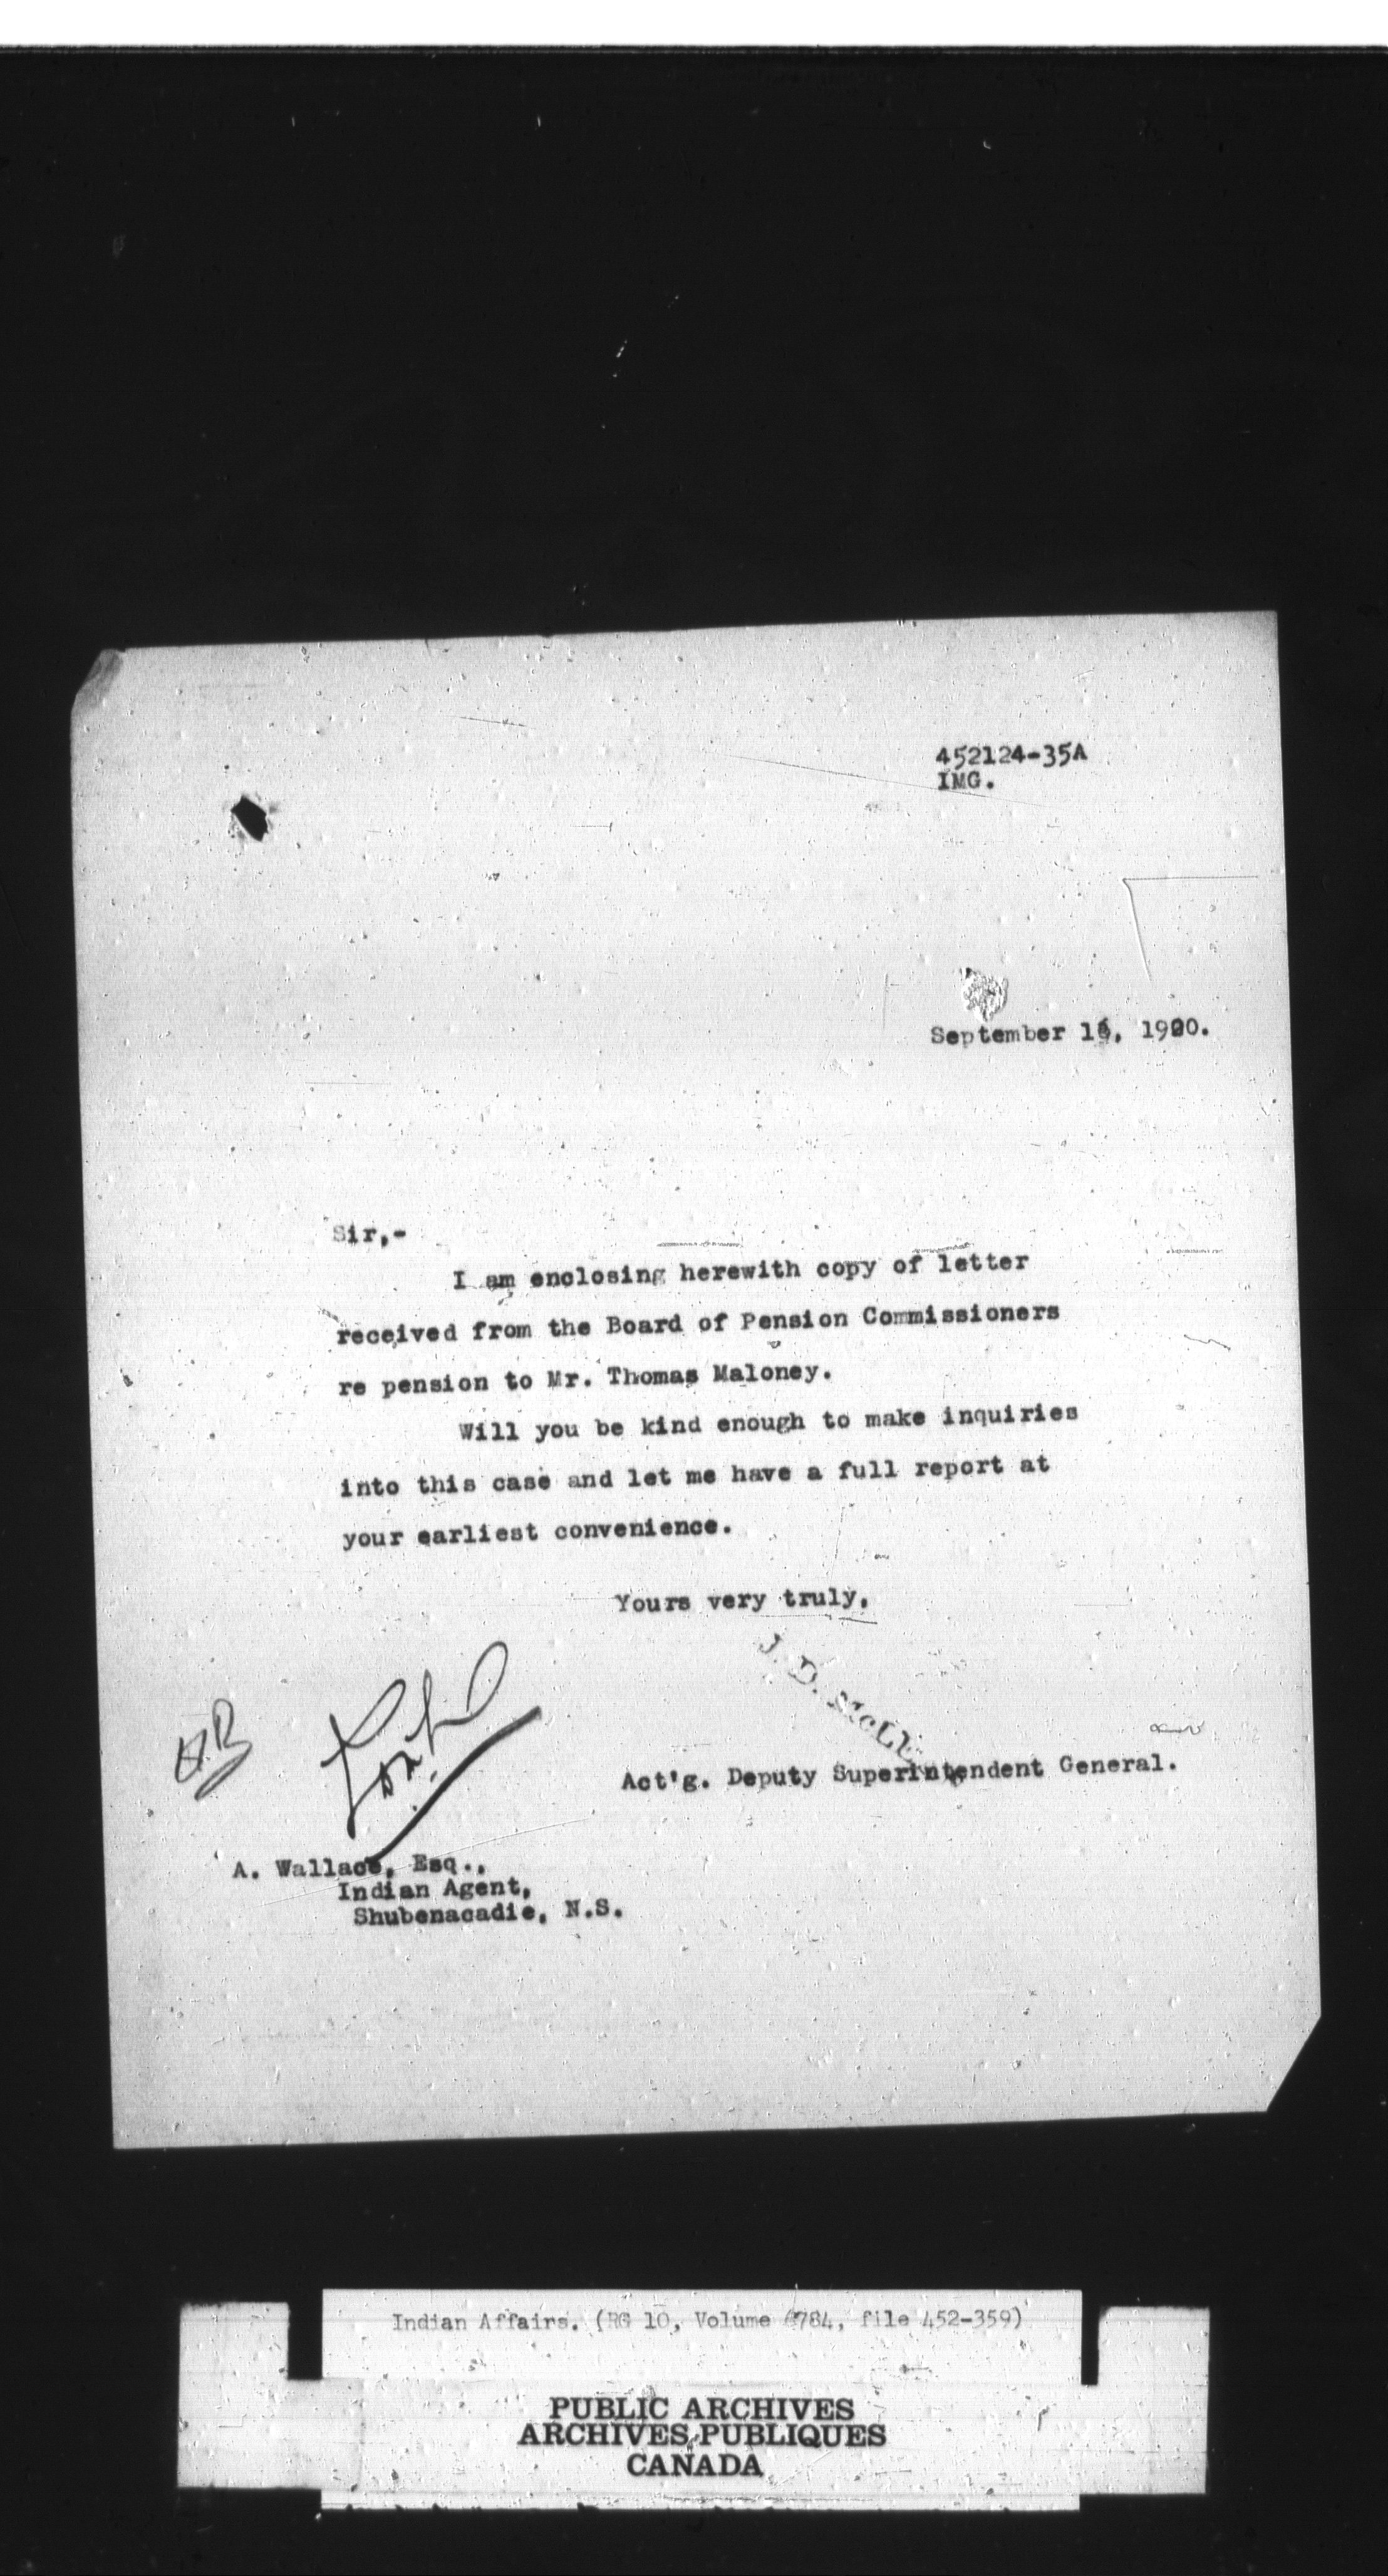 452124-35A
IMG.
September 1, 1920.
Sir,-
I am enclosing herewith copy of letter
received from the Board of Pension Commissioners
re pension to Mr. Thomas Maloney.
Will you be kind enough to make inquiries
into this case and let me have a full report at
your earliest convenience.
Yours very truly,
J. D. McLe
Act'g. Deputy Superintendent General.
A. Wallace, Esq.,
Indian Agent,
Shubenacadie, N.S.
Indian Affairs. (RG 10, Volume 6784, file 452-359)
PUBLIC ARCHIVES
ARCHIVES PUBLIQUES
CANADA